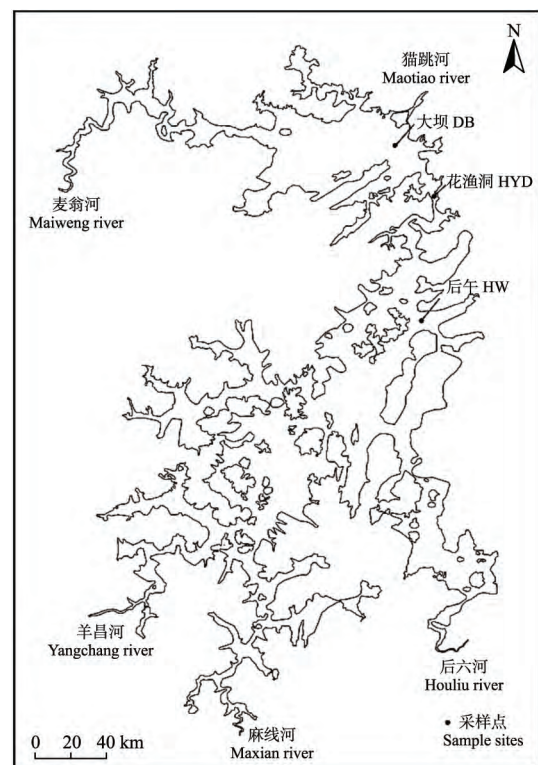 N
猫跳河
Maotiao river
大坝 DB
花渔洞 HYD
麦翁河
Maiweng river
后午 HW
羊昌河
Yangchang river
后六河
Houliu river
麻线河
Maxian river
采样点
Sample sites
0 20 40 km